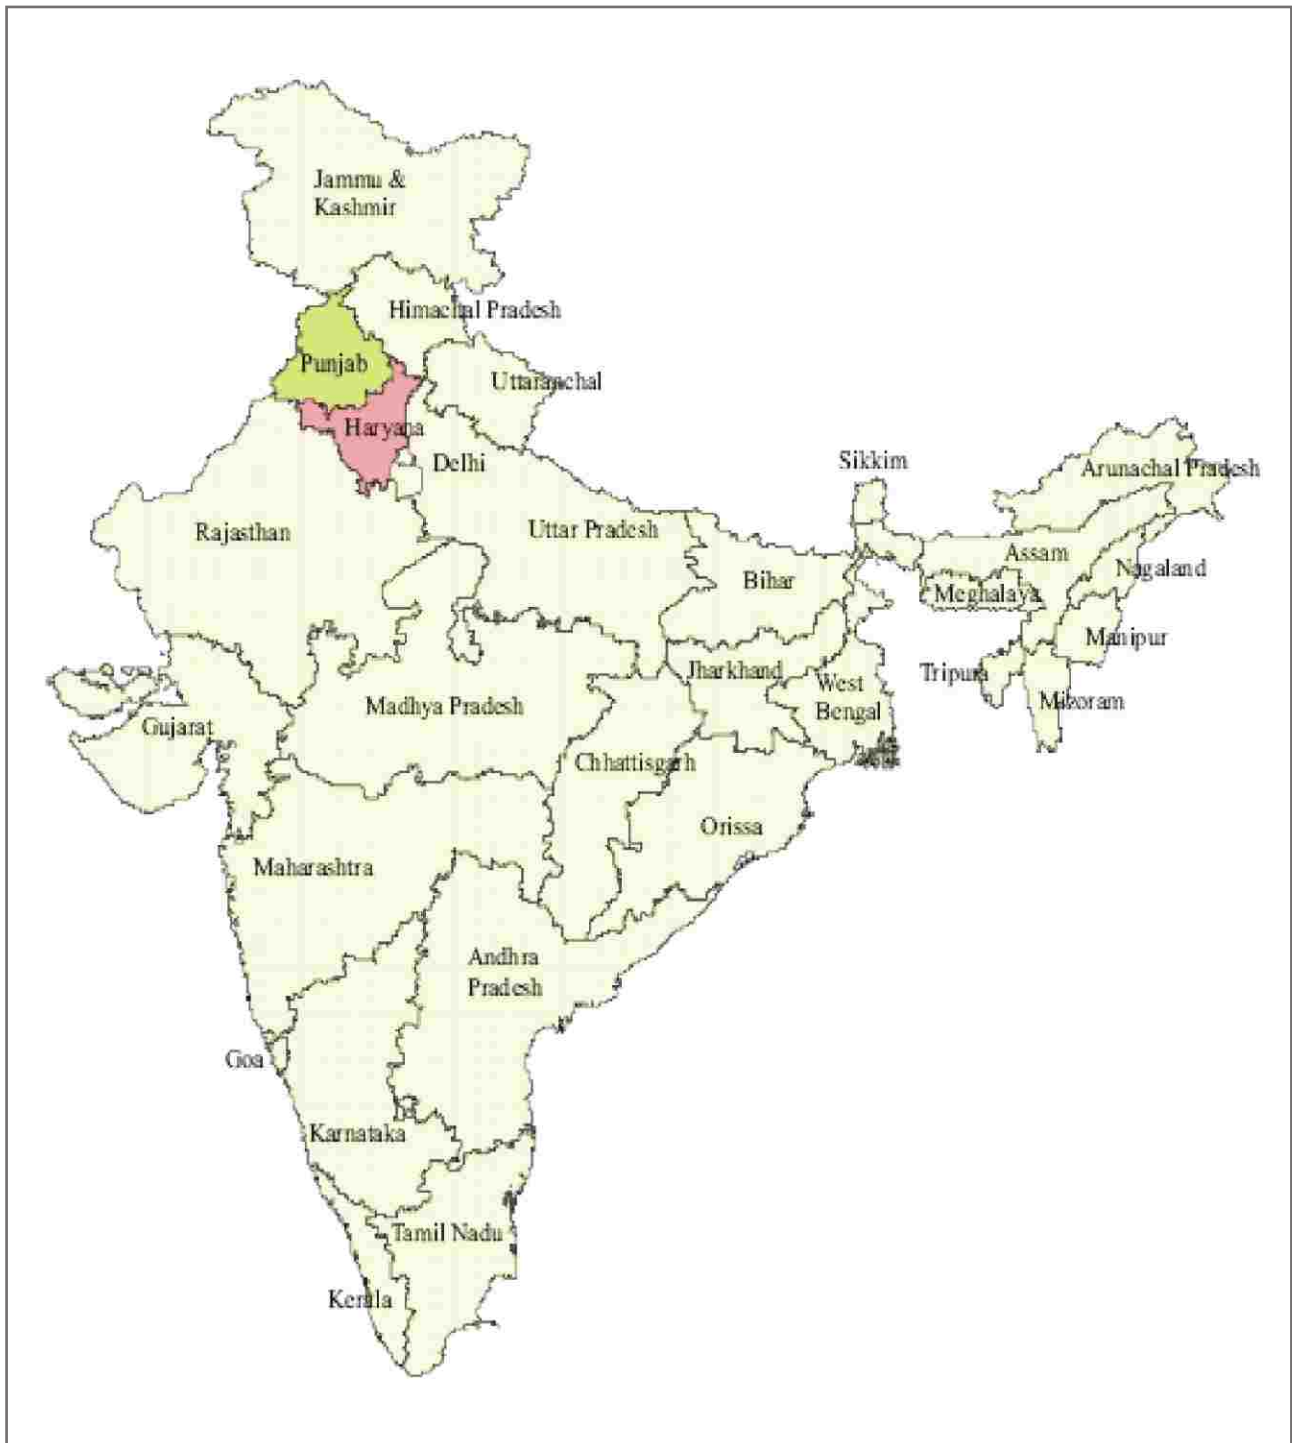 Jammu &
Kashmir
Himachal Pradesh
Punjab
Uttaranchal
Haryana
Delhi
Sikkim
Arunachal Pradesh
Rajasthan
Uttar Pradesh
Assam
Bihar
Nagaland
Meghalaya
Manipur
Jharkhand
Tripura
West
Bengal
Mizoram
Madhya Pradesh
Gujarat
Chhattisgarh
Orissa
Maharashtra
Andhra
Pradesh
Goa
Karnataka
Tamil Nadu
Kerala